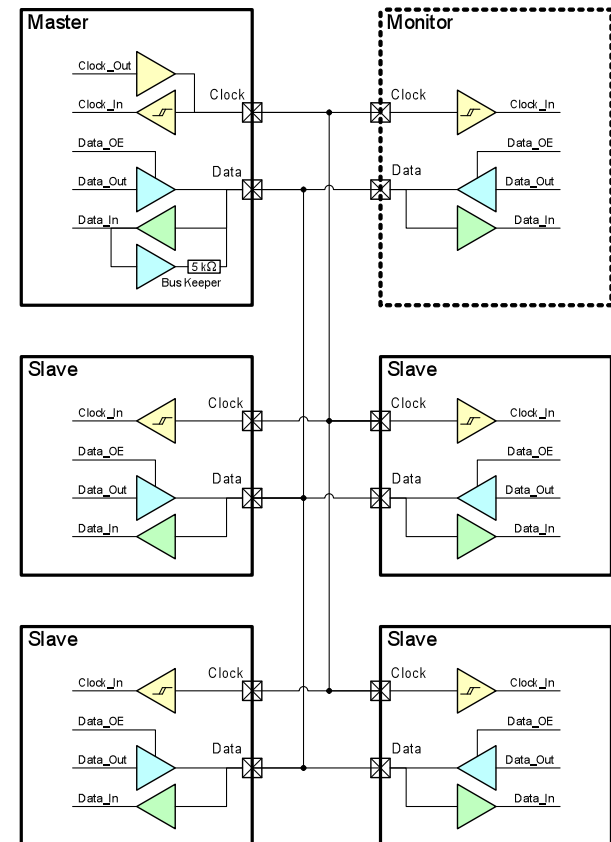 Master
Clock_Out
Clock_In
Clock
Data_OE
Data_Out
Data
Data_In
5 kΩ
Bus Keeper
Monitor
Clock
Clock_In
Data_OE
Data
Data_Out
Data_In
Slave
Clock
Clock_In
Data_OE
Data
Data_Out
Data_In
Slave
Clock
Clock_In
Data_OE
Data
Data_Out
Data_In
Slave
Clock
Clock_In
Data_OE
Data
Data_Out
Data_In
Slave
Clock
Clock_In
Data_OE
Data
Data_Out
Data_In